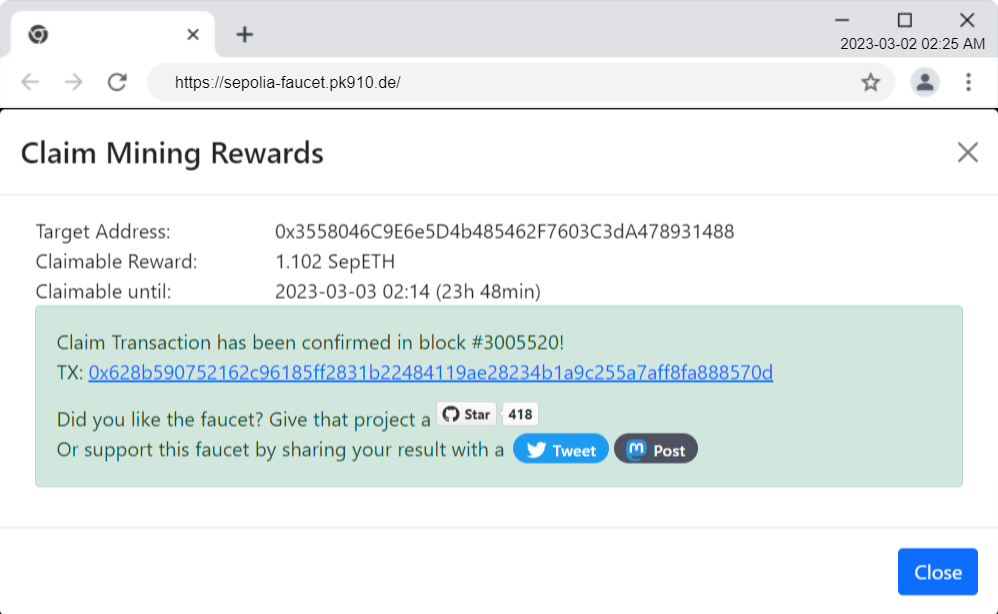 2023-03-02 02:25 AM
https://sepolia-faucet.pk910.de/
Claim Mining Rewards
Target Address: 0x3558046C9E6e5D4b485462F7603C3dA478931488
Claimable Reward: 1.102 SepETH
Claimable until: 2023-03-03 02:14 (23h 48min)
Claim Transaction has been confirmed in block #3005520!
TX: 0x628b590752162c96185ff2831b22484119ae28234b1a9c255a7aff8fa888570d
Did you like the faucet? Give that project a Star 418
Or support this faucet by sharing your result with a Tweet Post
Close